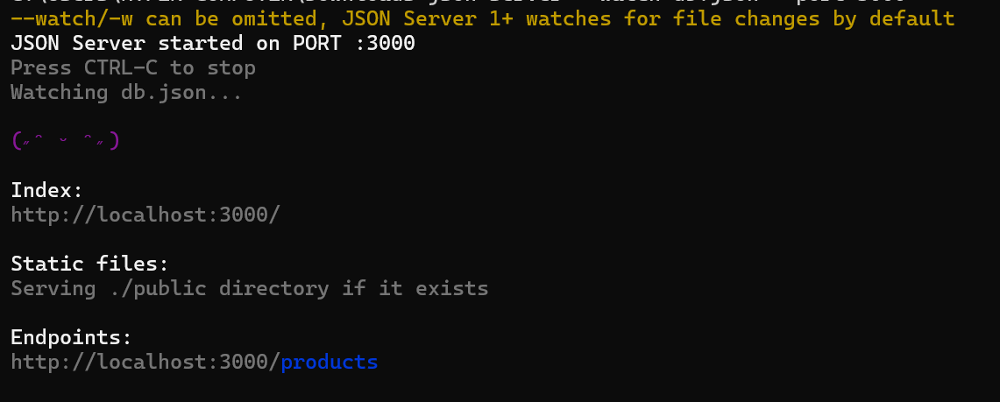 --watch/-w can be omitted, JSON Server 1+ watches for file changes by default
JSON Server started on PORT :3000
Press CTRL-C to stop
Watching db.json...
(˶ᵔ ᵕ ᵔ˶)
Index:
http://localhost:3000/
Static files:
Serving ./public directory if it exists
Endpoints:
http://localhost:3000/products